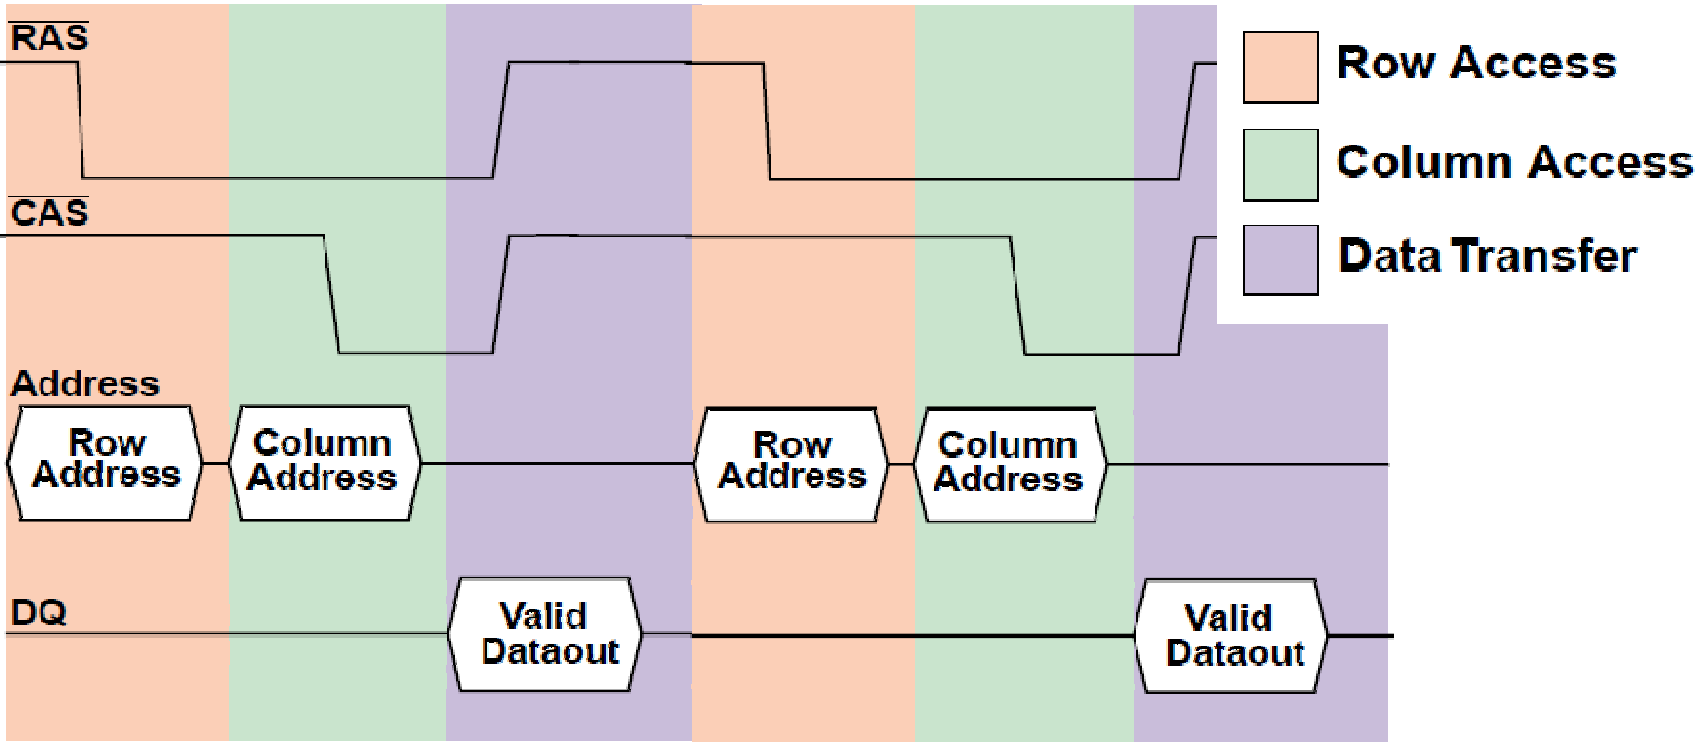 RAS
Row Access
Column Access
CAS
Data Transfer
Address
Row
Address
Column
Address
Row
Address
Column
Address
DQ
Valid
Dataout
Valid
Dataout